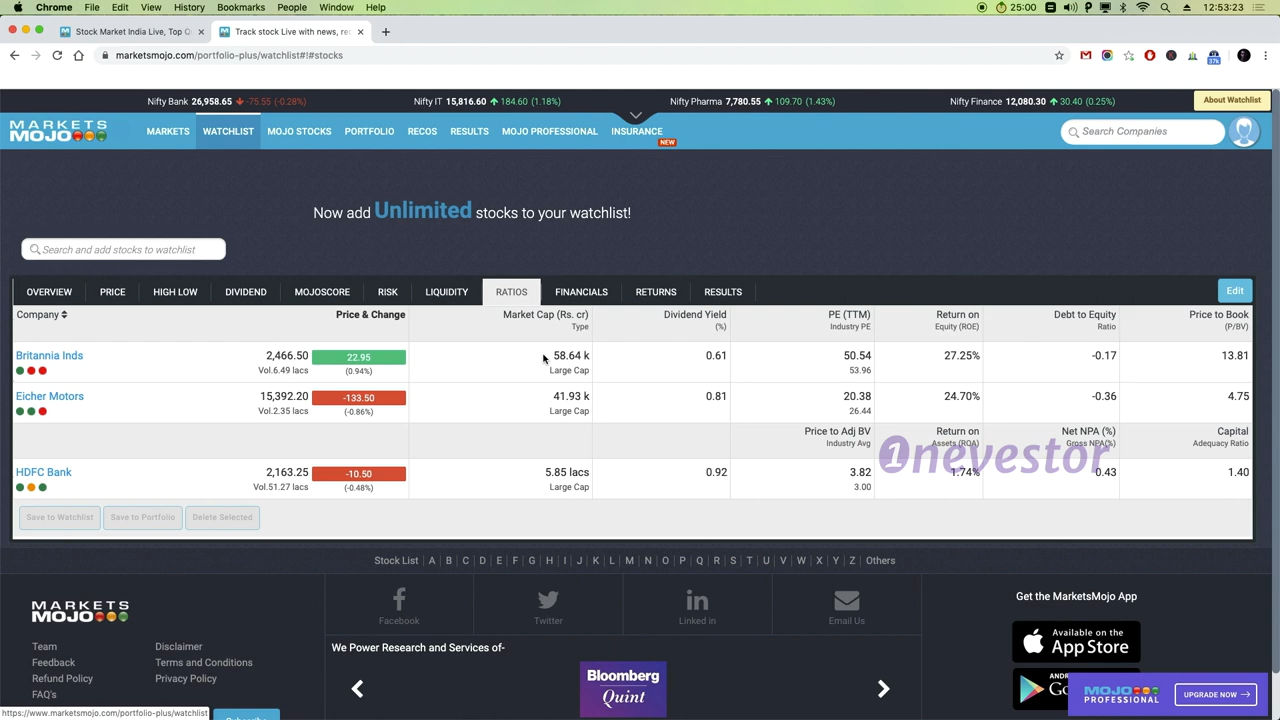 Chrome File Edit View History Bookmarks People Window Help 25:00 12:53:23
Stock Market India Live, Top Q
Track stock Live with news, re
marketsmojo.com/portfolio-plus/watchlist#!#stocks
37k
Nifty Bank 26,958.65 -75.55 (-0.28%) Nifty IT 15,816.60 184.60 (1.18%) Nifty Pharma 7,780.55 109.70 (1.43%) Nifty Finance 12,080.30 30.40 (0.25%) About Watchlist
MARKETS MOJO
MARKETS WATCHLIST MOJO STOCKS PORTFOLIO RECOS RESULTS MOJO PROFESSIONAL INSURANCE Search Companies
NEW
Now add Unlimited stocks to your watchlist!
Search and add stocks to watchlist
OVERVIEW PRICE HIGH LOW DIVIDEND MOJOSCORE RISK LIQUIDITY RATIOS FINANCIALS RETURNS RESULTS Edit
Company Price & Change Market Cap (Rs. cr) Dividend Yield PE (TTM) Return on Debt to Equity Price to Book
Type (%) Industry PE Equity (ROE) Ratio (P/BV)
Britannia Inds 2,466.50 22.95 58.64 k 0.61 50.54 27.25% -0.17 13.81
Vol.6.49 lacs (0.94%) Large Cap 53.96
Eicher Motors 15,392.20 -133.50 41.93 k 0.81 20.38 24.70% -0.36 4.75
Vol.2.35 lacs (-0.86%) Large Cap 26.44
Price to Adj BV Return on Net NPA (%) Capital
Industry Avg Assets (ROA) Gross NPA(%) Adequacy Ratio
1nevestor
HDFC Bank 2,163.25 -10.50 5.85 lacs 0.92 3.82 1.74% 0.43 1.40
Vol.51.27 lacs (-0.48%) Large Cap 3.00
Save to Watchlist Save to Portfolio Delete Selected
Stock List A B C D E F G H I J K L M N O P Q R S T U V W X Y Z Others
MARKETS MOJO
Facebook Twitter Linked in Email Us
Get the MarketsMojo App
Team Disclaimer
Feedback Terms and Conditions
Refund Policy Privacy Policy
FAQ's
We Power Research and Services of-
Bloomberg
Quint
Available on the
App Store
MOJO PROFESSIONAL UPGRADE NOW
https://www.marketsmojo.com/portfolio-plus/watchlist